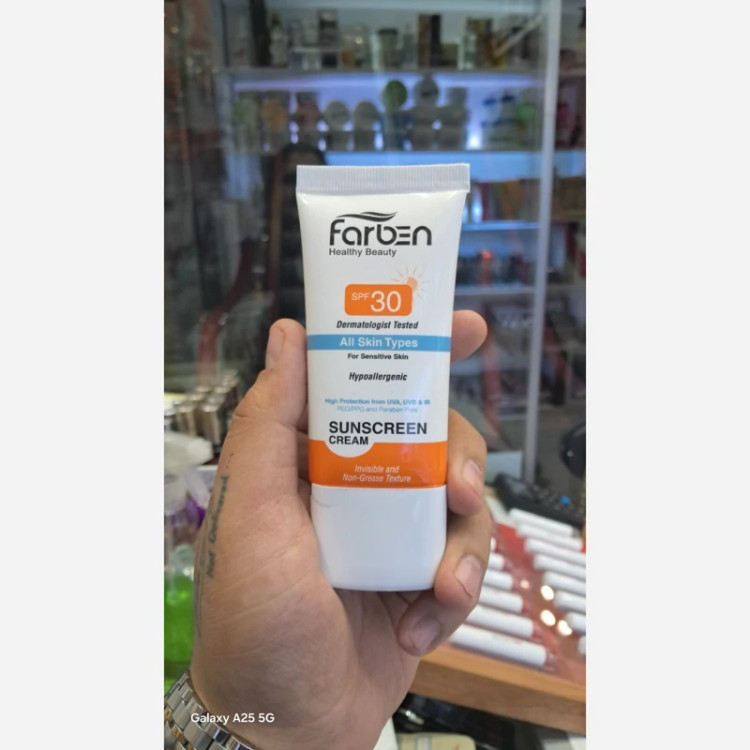 Farben
Healthy Beauty
SPF 30
Dermatologist Tested
All Skin Types
For Sensitive Skin
Hypoallergenic
High Protection from UVA, UVB & IR
PEG/PPG and Paraben Free
SUNSCREEN
CREAM
Invisible and
Non-Grease Texture
Galaxy A25 5G